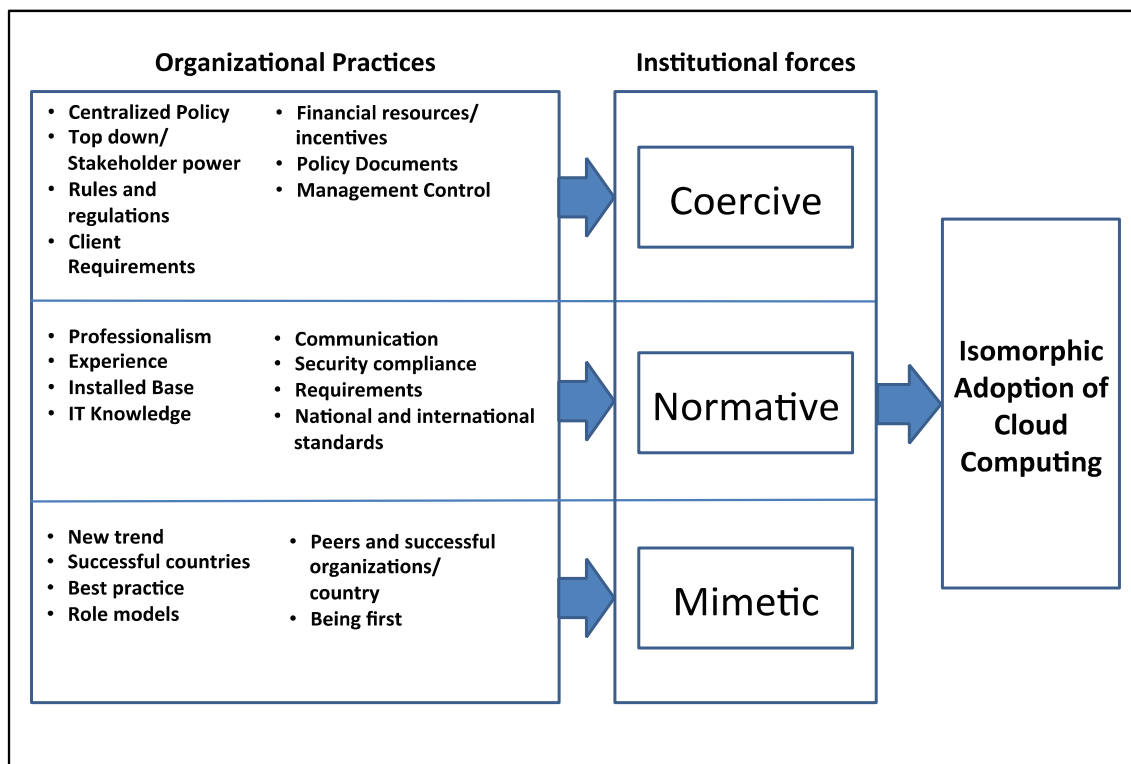 Organizational Practices
Institutional forces
• Centralized Policy
• Top down/
Stakeholder power
• Rules and
regulations
• Client
Requirements
• Financial resources/
incentives
• Policy Documents
• Management Control
Coercive
• Professionalism
• Experience
• Installed Base
• IT Knowledge
• Communication
• Security compliance
• Requirements
• National and international
standards
Normative
• New trend
• Successful countries
• Best practice
• Role models
• Peers and successful
organizations/
country
• Being first
Mimetic
Isomorphic
Adoption of
Cloud
Computing